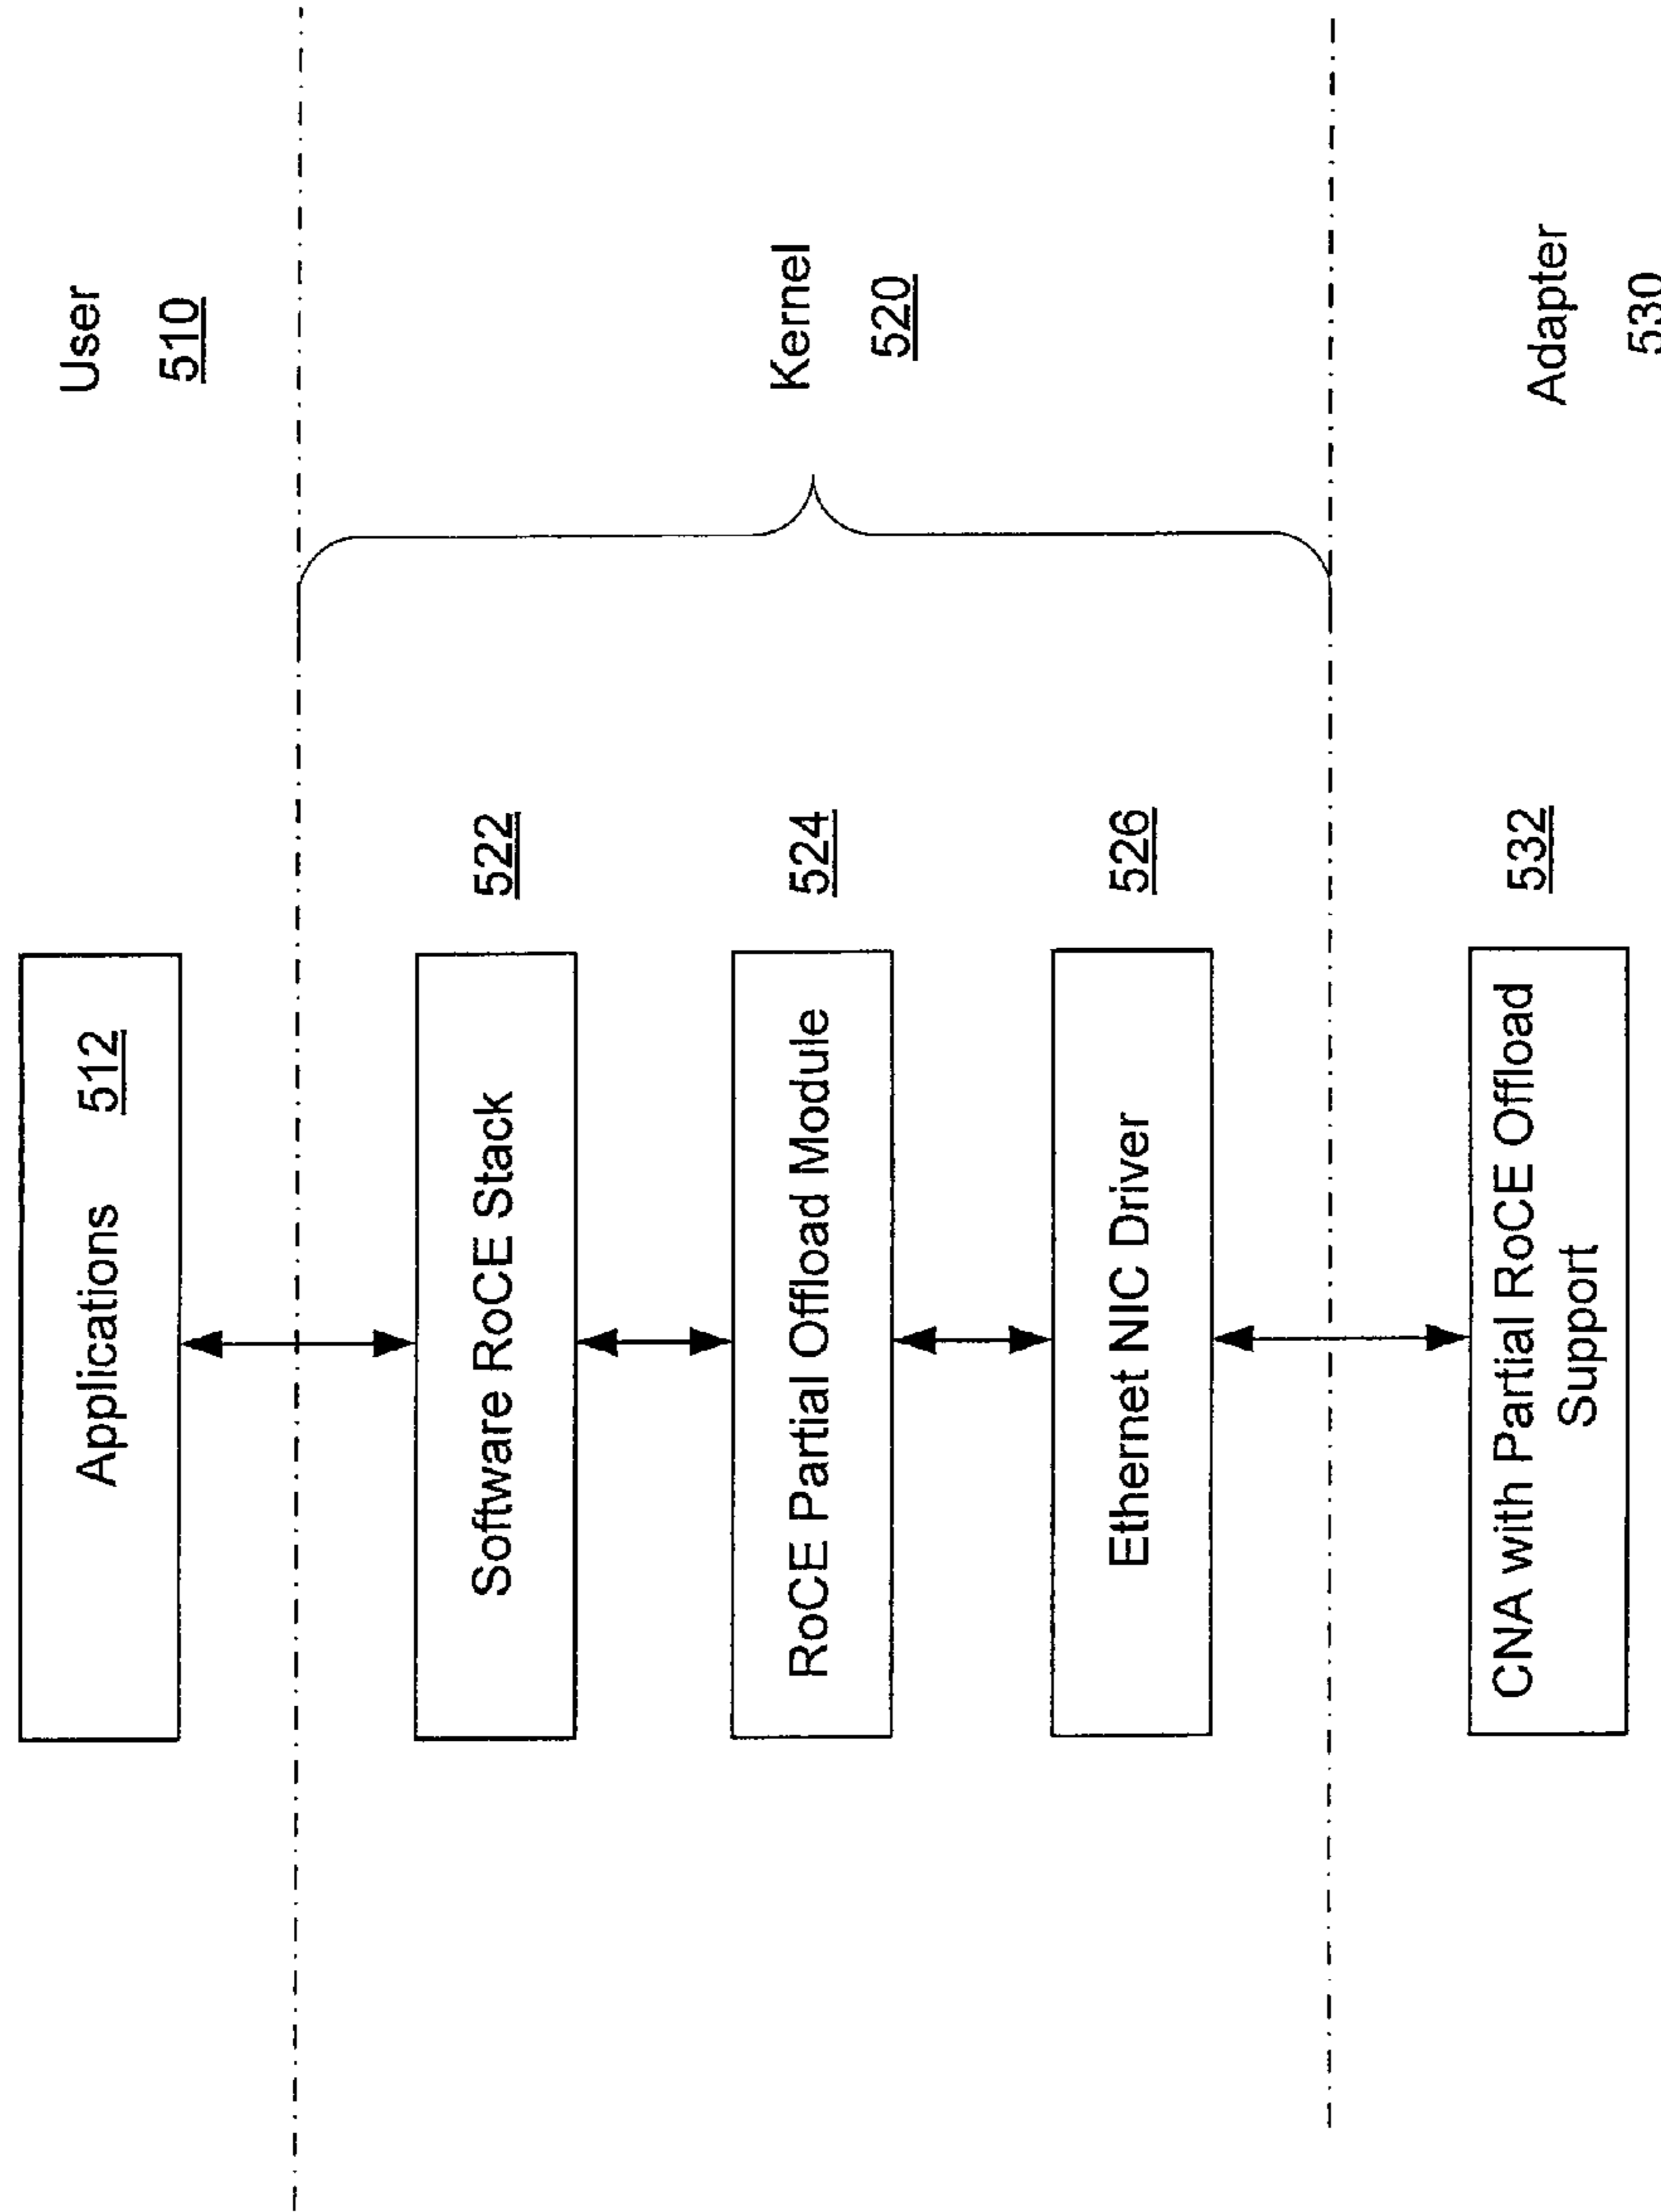 User
510
Applications 512
Kernel
520
Software RoCE Stack
522
RoCE Partial Offload Module
524
Ethernet NIC Driver
526
Adapter
530
CNA with Partial RoCE Offload
Support
532